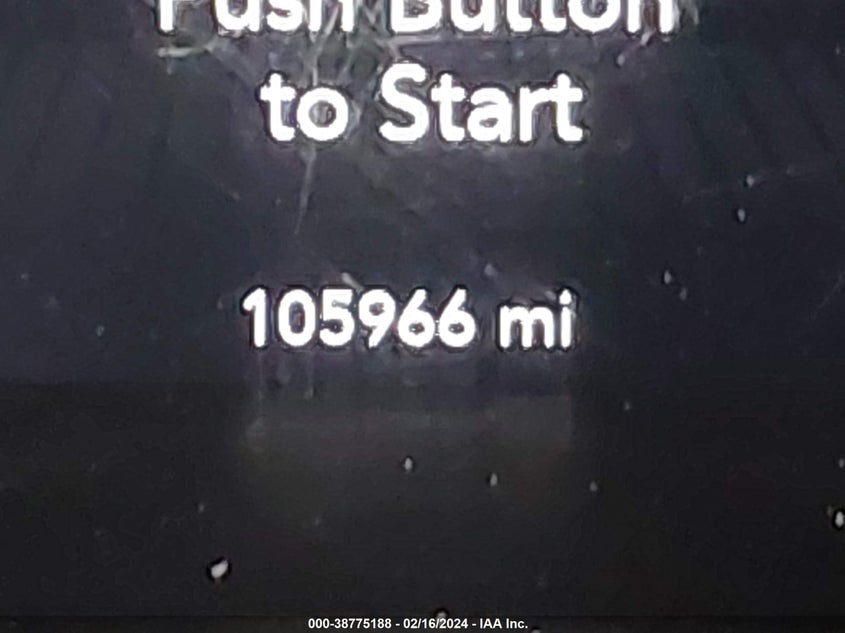 Push Button
to Start
105966 mi
000-38775188 - 02/16/2024 - IAA Inc.